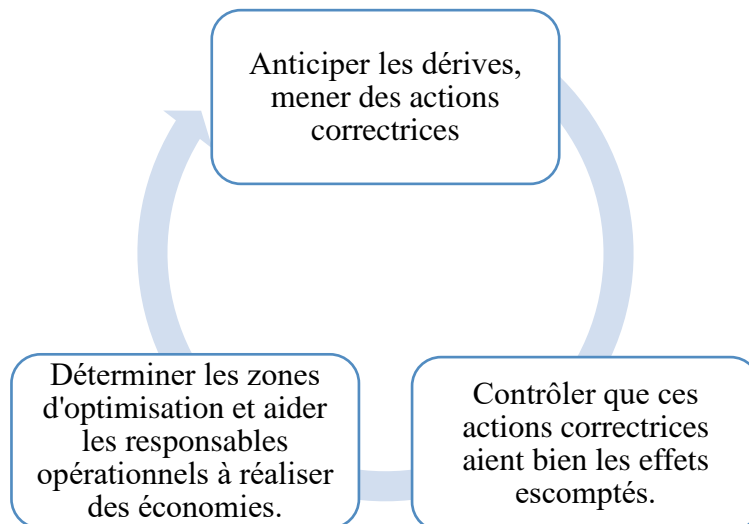 Anticiper les dérives,
mener des actions
correctrices
Contrôler que ces
actions correctrices
aient bien les effets
escomptés.
Déterminer les zones
d'optimisation et aider
les responsables
opérationnels à réaliser
des économies.